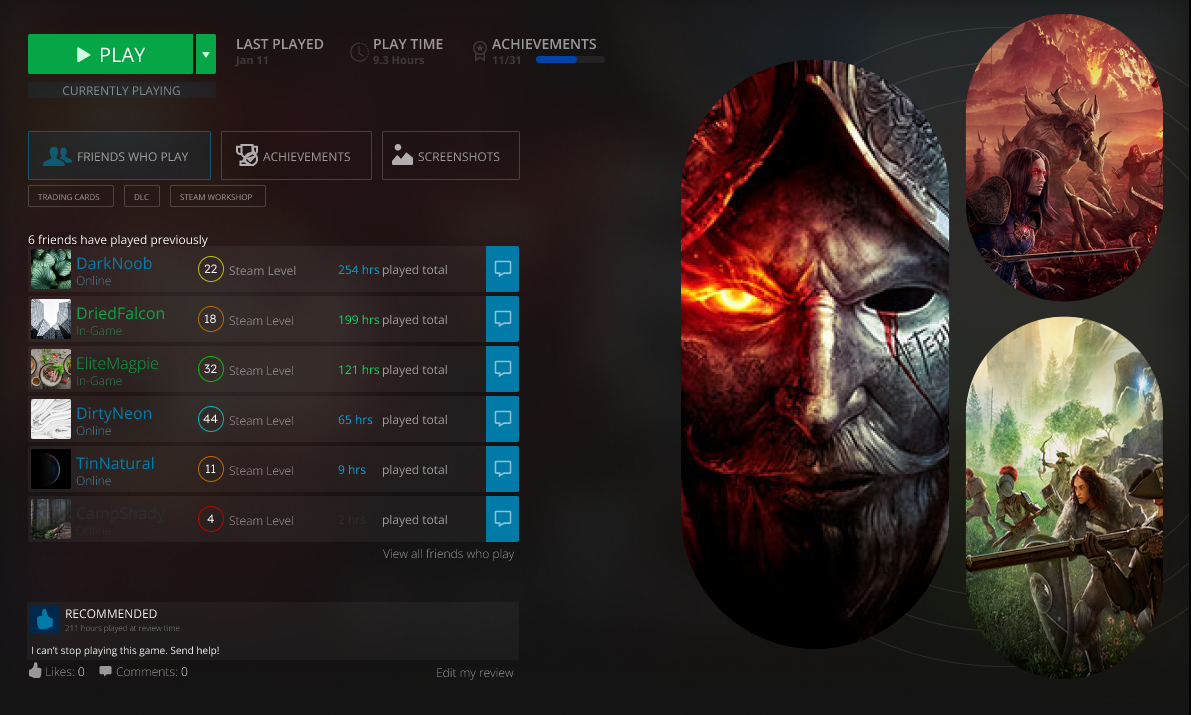 PLAY
LAST PLAYED
Jan 11
PLAY TIME
9.3 Hours
ACHIEVEMENTS
11/31
CURRENTLY PLAYING
FRIENDS WHO PLAY
ACHIEVEMENTS
SCREENSHOTS
TRADING CARDS
DLC
STEAM WORKSHOP
6 friends have played previously
DarkNoob
Online
22 Steam Level
254 hrs played total
DriedFalcon
In-Game
18 Steam Level
199 hrs played total
EliteMagpie
In-Game
32 Steam Level
121 hrs played total
DirtyNeon
Online
44 Steam Level
65 hrs played total
TinNatural
Online
11 Steam Level
9 hrs played total
CampShady
Offline
4 Steam Level
2 hrs played total
View all friends who play
RECOMMENDED
211 hours played at review time
I can't stop playing this game. Send help!
Likes: 0
Comments: 0
Edit my review